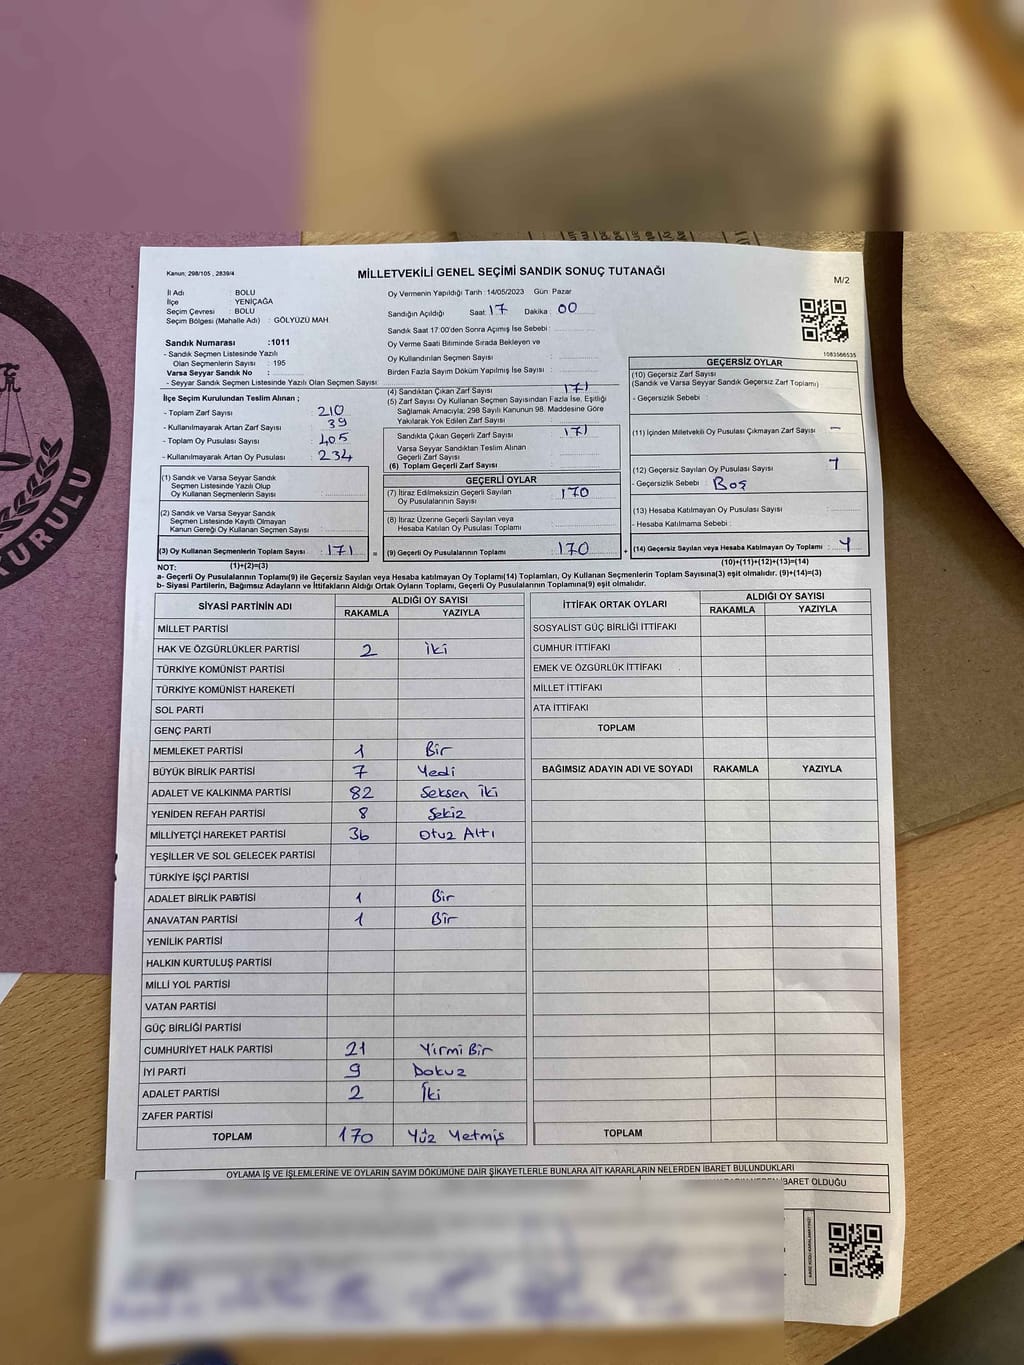 KURULU
Kanun: 298/105 , 2839/4
MİLLETVEKİLİ GENEL SEÇİMİ SANDIK SONUÇ TUTANAĞI
M/2
İl Adı : BOLU
İlçe : YENİÇAĞA
Seçim Çevresi : BOLU
Seçim Bölgesi (Mahalle Adı) : GÖLYÜZÜ MAH.
Oy Vermenin Yapıldığı Tarih : 14/05/2023 Gün: Pazar
Sandığın Açıldığı Saat: 17 Dakika : 00
Sandık Saat 17:00'den Sonra Açılmış İse Sebebi :
Oy Verme Saati Bitiminde Sırada Bekleyen ve
Oy Kullandırılan Seçmen Sayısı :
Birden Fazla Sayım Döküm Yapılmış İse Sayısı :
1083566535
Sandık Numarası :1011
- Sandık Seçmen Listesinde Yazılı
Olan Seçmenlerin Sayısı : 195
Varsa Seyyar Sandık No :
- Seyyar Sandık Seçmen Listesinde Yazılı Olan Seçmen Sayısı
İlçe Seçim Kurulundan Teslim Alınan ;
- Toplam Zarf Sayısı : 210
- Kullanılmayarak Artan Zarf Sayısı : 39
- Toplam Oy Pusulası Sayısı : 405
- Kullanılmayarak Artan Oy Pusulası : 234
(1) Sandık ve Varsa Seyyar Sandık
Seçmen Listesinde Yazılı Olup
Oy Kullanan Seçmenlerin Sayısı :
(2) Sandık ve Varsa Seyyar Sandık
Seçmen Listesinde Kayıtlı Olmayan
Kanun Gereği Oy Kullanan Seçmen Sayısı :
(3) Oy Kullanan Seçmenlerin Toplam Sayısı : 171
(1)+(2)=(3)
(4) Sandıktan Çıkan Zarf Sayısı : 171
(5) Zarf Sayısı Oy Kullanan Seçmen Sayısından Fazla İse, Eşitliği
Sağlamak Amacıyla; 298 Sayılı Kanunun 98. Maddesine Göre
Yakılarak Yok Edilen Zarf Sayısı :
Sandıkta Çıkan Geçerli Zarf Sayısı : 171
Varsa Seyyar Sandıktan Teslim Alınan
Geçerli Zarf Sayısı :
(6) Toplam Geçerli Zarf Sayısı :
GEÇERLİ OYLAR
(7) İtiraz Edilmeksizin Geçerli Sayılan
Oy Pusulalarının Sayısı : 170
(8) İtiraz Üzerine Geçerli Sayılan veya
Hesaba Katılan Oy Pusulası Toplamı :
= (9) Geçerli Oy Pusulalarının Toplamı : 170 +
GEÇERSİZ OYLAR
(10) Geçersiz Zarf Sayısı
(Sandık ve Varsa Seyyar Sandık Geçersiz Zarf Toplamı)
- Geçersizlik Sebebi :
(11) İçinden Milletvekili Oy Pusulası Çıkmayan Zarf Sayısı : –
(12) Geçersiz Sayılan Oy Pusulası Sayısı : 1
- Geçersizlik Sebebi : Boş
(13) Hesaba Katılmayan Oy Pusulası Sayısı :
- Hesaba Katılmama Sebebi :
(14) Geçersiz Sayılan veya Hesaba Katılmayan Oy Toplamı : 1
(10)+(11)+(12)+(13)=(14)
NOT:
a- Geçerli Oy Pusulasının Toplamı(9) ile Geçersiz Sayılan veya Hesaba katılmayan Oy Toplamı(14) Toplamları, Oy Kullanan Seçmenlerin Toplam Sayısına(3) eşit olmalıdır. (9)+(14)=(3)
b- Siyasi Partilerin, Bağımsız Adayların ve İttifakların Aldığı Ortak Oyların Toplamı, Geçerli Oy Pusulalarının Toplamına(9) eşit olmalıdır.
SİYASİ PARTİNİN ADI ALDIĞI OY SAYISI
RAKAMLA YAZIYLA
MİLLET PARTİSİ
HAK VE ÖZGÜRLÜKLER PARTİSİ 2 iki
TÜRKİYE KOMÜNİST PARTİSİ
TÜRKİYE KOMÜNİST HAREKETİ
SOL PARTİ
GENÇ PARTİ
MEMLEKET PARTİSİ 1 Bir
BÜYÜK BİRLİK PARTİSİ 7 Yedi
ADALET VE KALKINMA PARTİSİ 82 Seksen İki
YENİDEN REFAH PARTİSİ 8 Sekiz
MİLLİYETÇİ HAREKET PARTİSİ 36 Otuz Altı
YEŞİLLER VE SOL GELECEK PARTİSİ
TÜRKİYE İŞÇİ PARTİSİ
ADALET BİRLİK PARTİSİ 1 Bir
ANAVATAN PARTİSİ 1 Bir
YENİLİK PARTİSİ
HALKIN KURTULUŞ PARTİSİ
MİLLİ YOL PARTİSİ
VATAN PARTİSİ
GÜÇ BİRLİĞİ PARTİSİ
CUMHURİYET HALK PARTİSİ 21 Yirmi Bir
İYİ PARTİ 9 Dokuz
ADALET PARTİSİ 2 İki
ZAFER PARTİSİ
TOPLAM 170 Yüz Yetmiş
İTTİFAK ORTAK OYLARI ALDIĞI OY SAYISI
RAKAMLA YAZIYLA
SOSYALİST GÜÇ BİRLİĞİ İTTİFAKI
CUMHUR İTTİFAKI
EMEK VE ÖZGÜRLÜK İTTİFAKI
MİLLET İTTİFAKI
ATA İTTİFAKI
TOPLAM
BAĞIMSIZ ADAYIN ADI VE SOYADI RAKAMLA YAZIYLA
TOPLAM
OYLAMA İŞ VE İŞLEMLERİNE VE OYLARIN SAYIM DÖKÜMÜNE DAİR ŞİKAYETLERLE BUNLARA AİT KARARLARIN NELERDEN İBARET BULUNDUKLARI
İBARET OLDUĞU